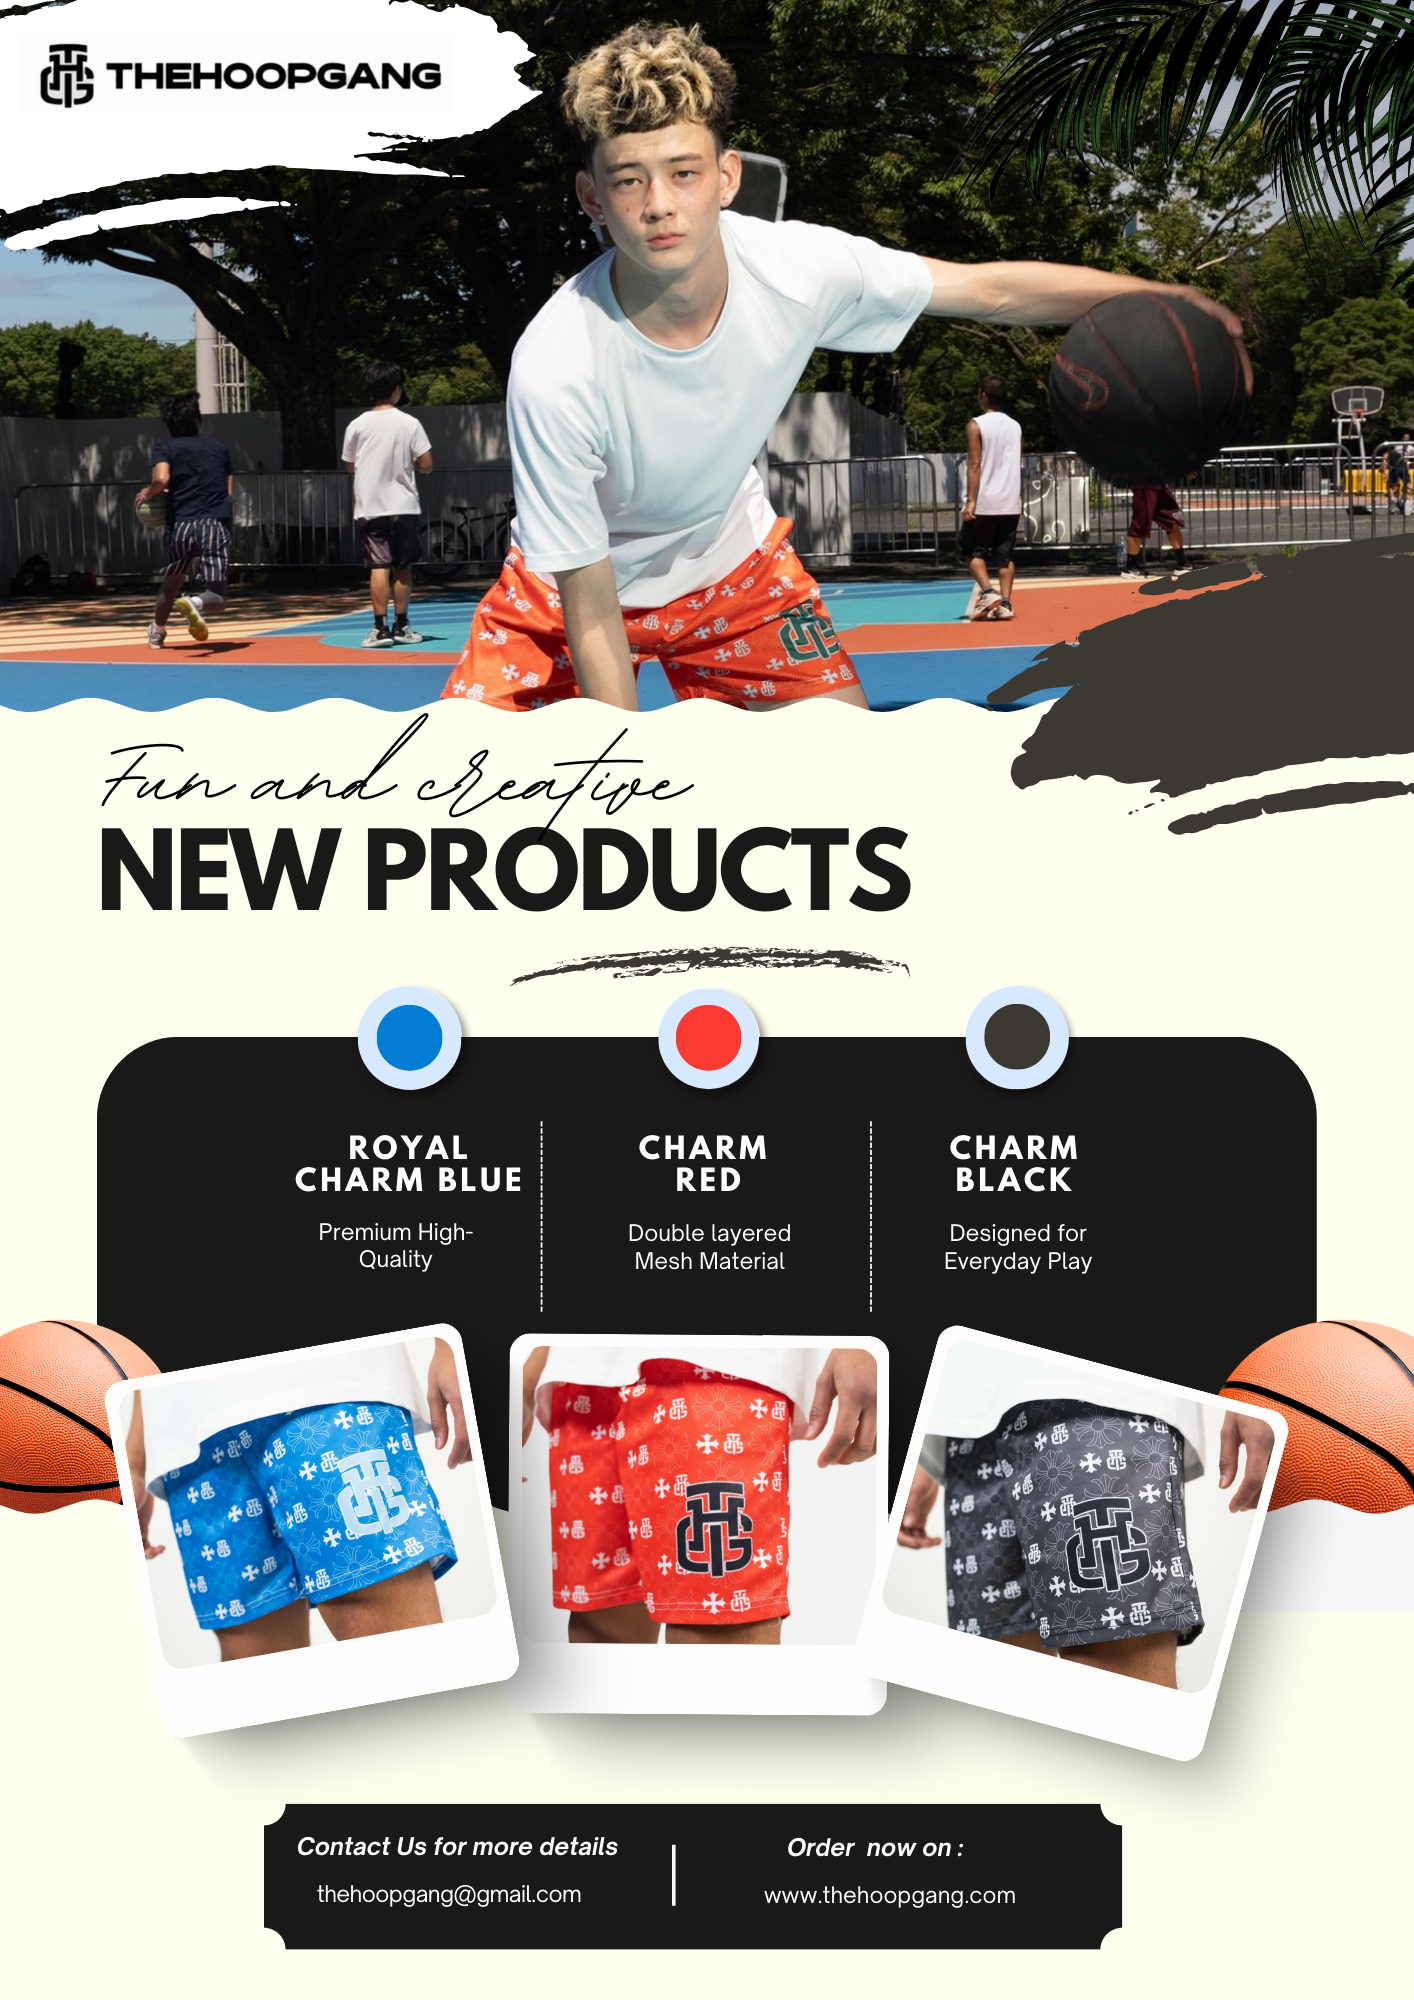 THEHOOPGANG
Fun and creative
NEW PRODUCTS
ROYAL
CHARM BLUE
Premium High-
Quality
CHARM
RED
Double layered
Mesh Material
CHARM
BLACK
Designed for
Everyday Play
Contact Us for more details
thehoopgang@gmail.com
Order now on :
www.thehoopgang.com